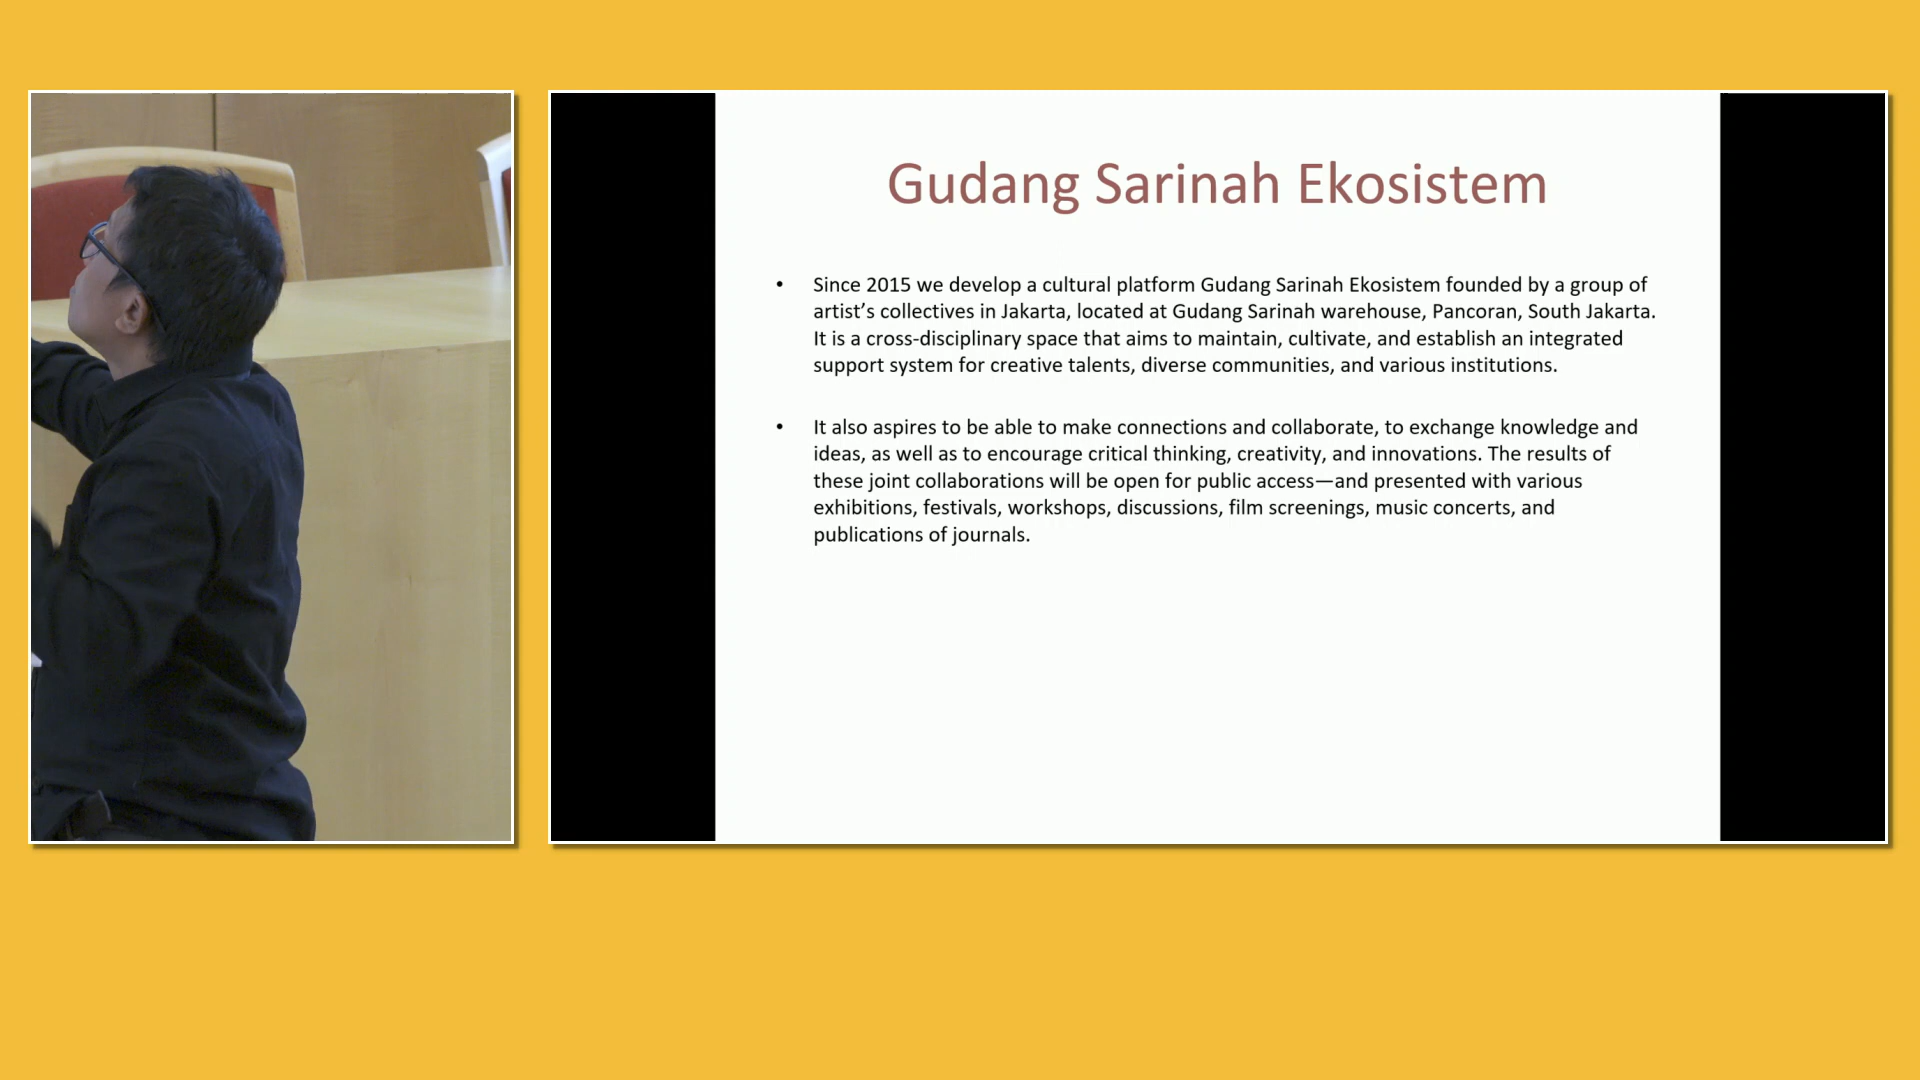 Gudang Sarinah Ekosistem
• Since 2015 we develop a cultural platform Gudang Sarinah Ekosistem founded by a group of
artist’s collectives in Jakarta, located at Gudang Sarinah warehouse, Pancoran, South Jakarta.
It is a cross-disciplinary space that aims to maintain, cultivate, and establish an integrated
support system for creative talents, diverse communities, and various institutions.
• It also aspires to be able to make connections and collaborate, to exchange knowledge and
ideas, as well as to encourage critical thinking, creativity, and innovations. The results of
these joint collaborations will be open for public access—and presented with various
exhibitions, festivals, workshops, discussions, film screenings, music concerts, and
publications of journals.